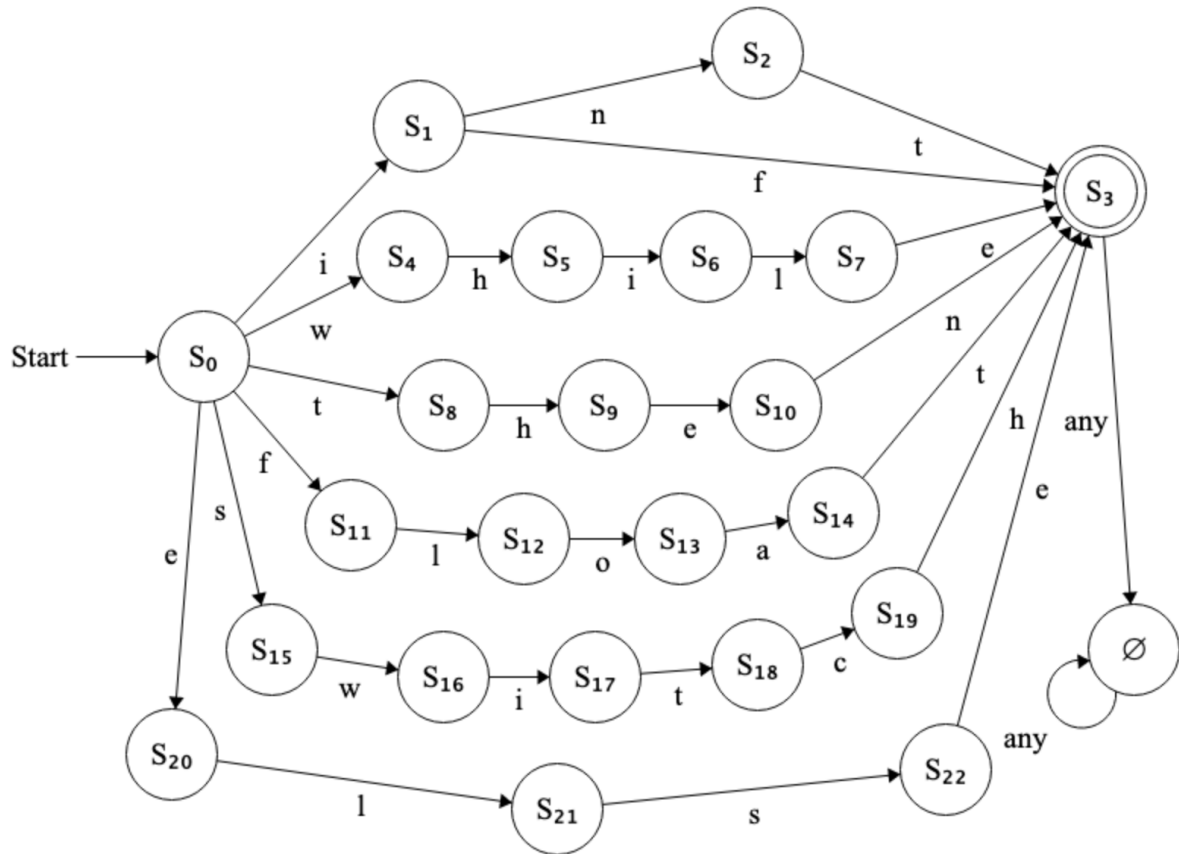 S₂
S₁
n
t
S₃
f
S₄
S₅
S₆
S₇
i
h
i
l
e
w
n
Start
S₀
t
t
S₈
S₉
S₁₀
h
e
h
any
f
e
S₁₁
S₁₂
S₁₃
S₁₄
s
l
o
a
e
S₁₅
S₁₆
S₁₇
S₁₈
S₁₉
∅
w
i
t
c
S₂₀
any
S₂₁
S₂₂
l
s